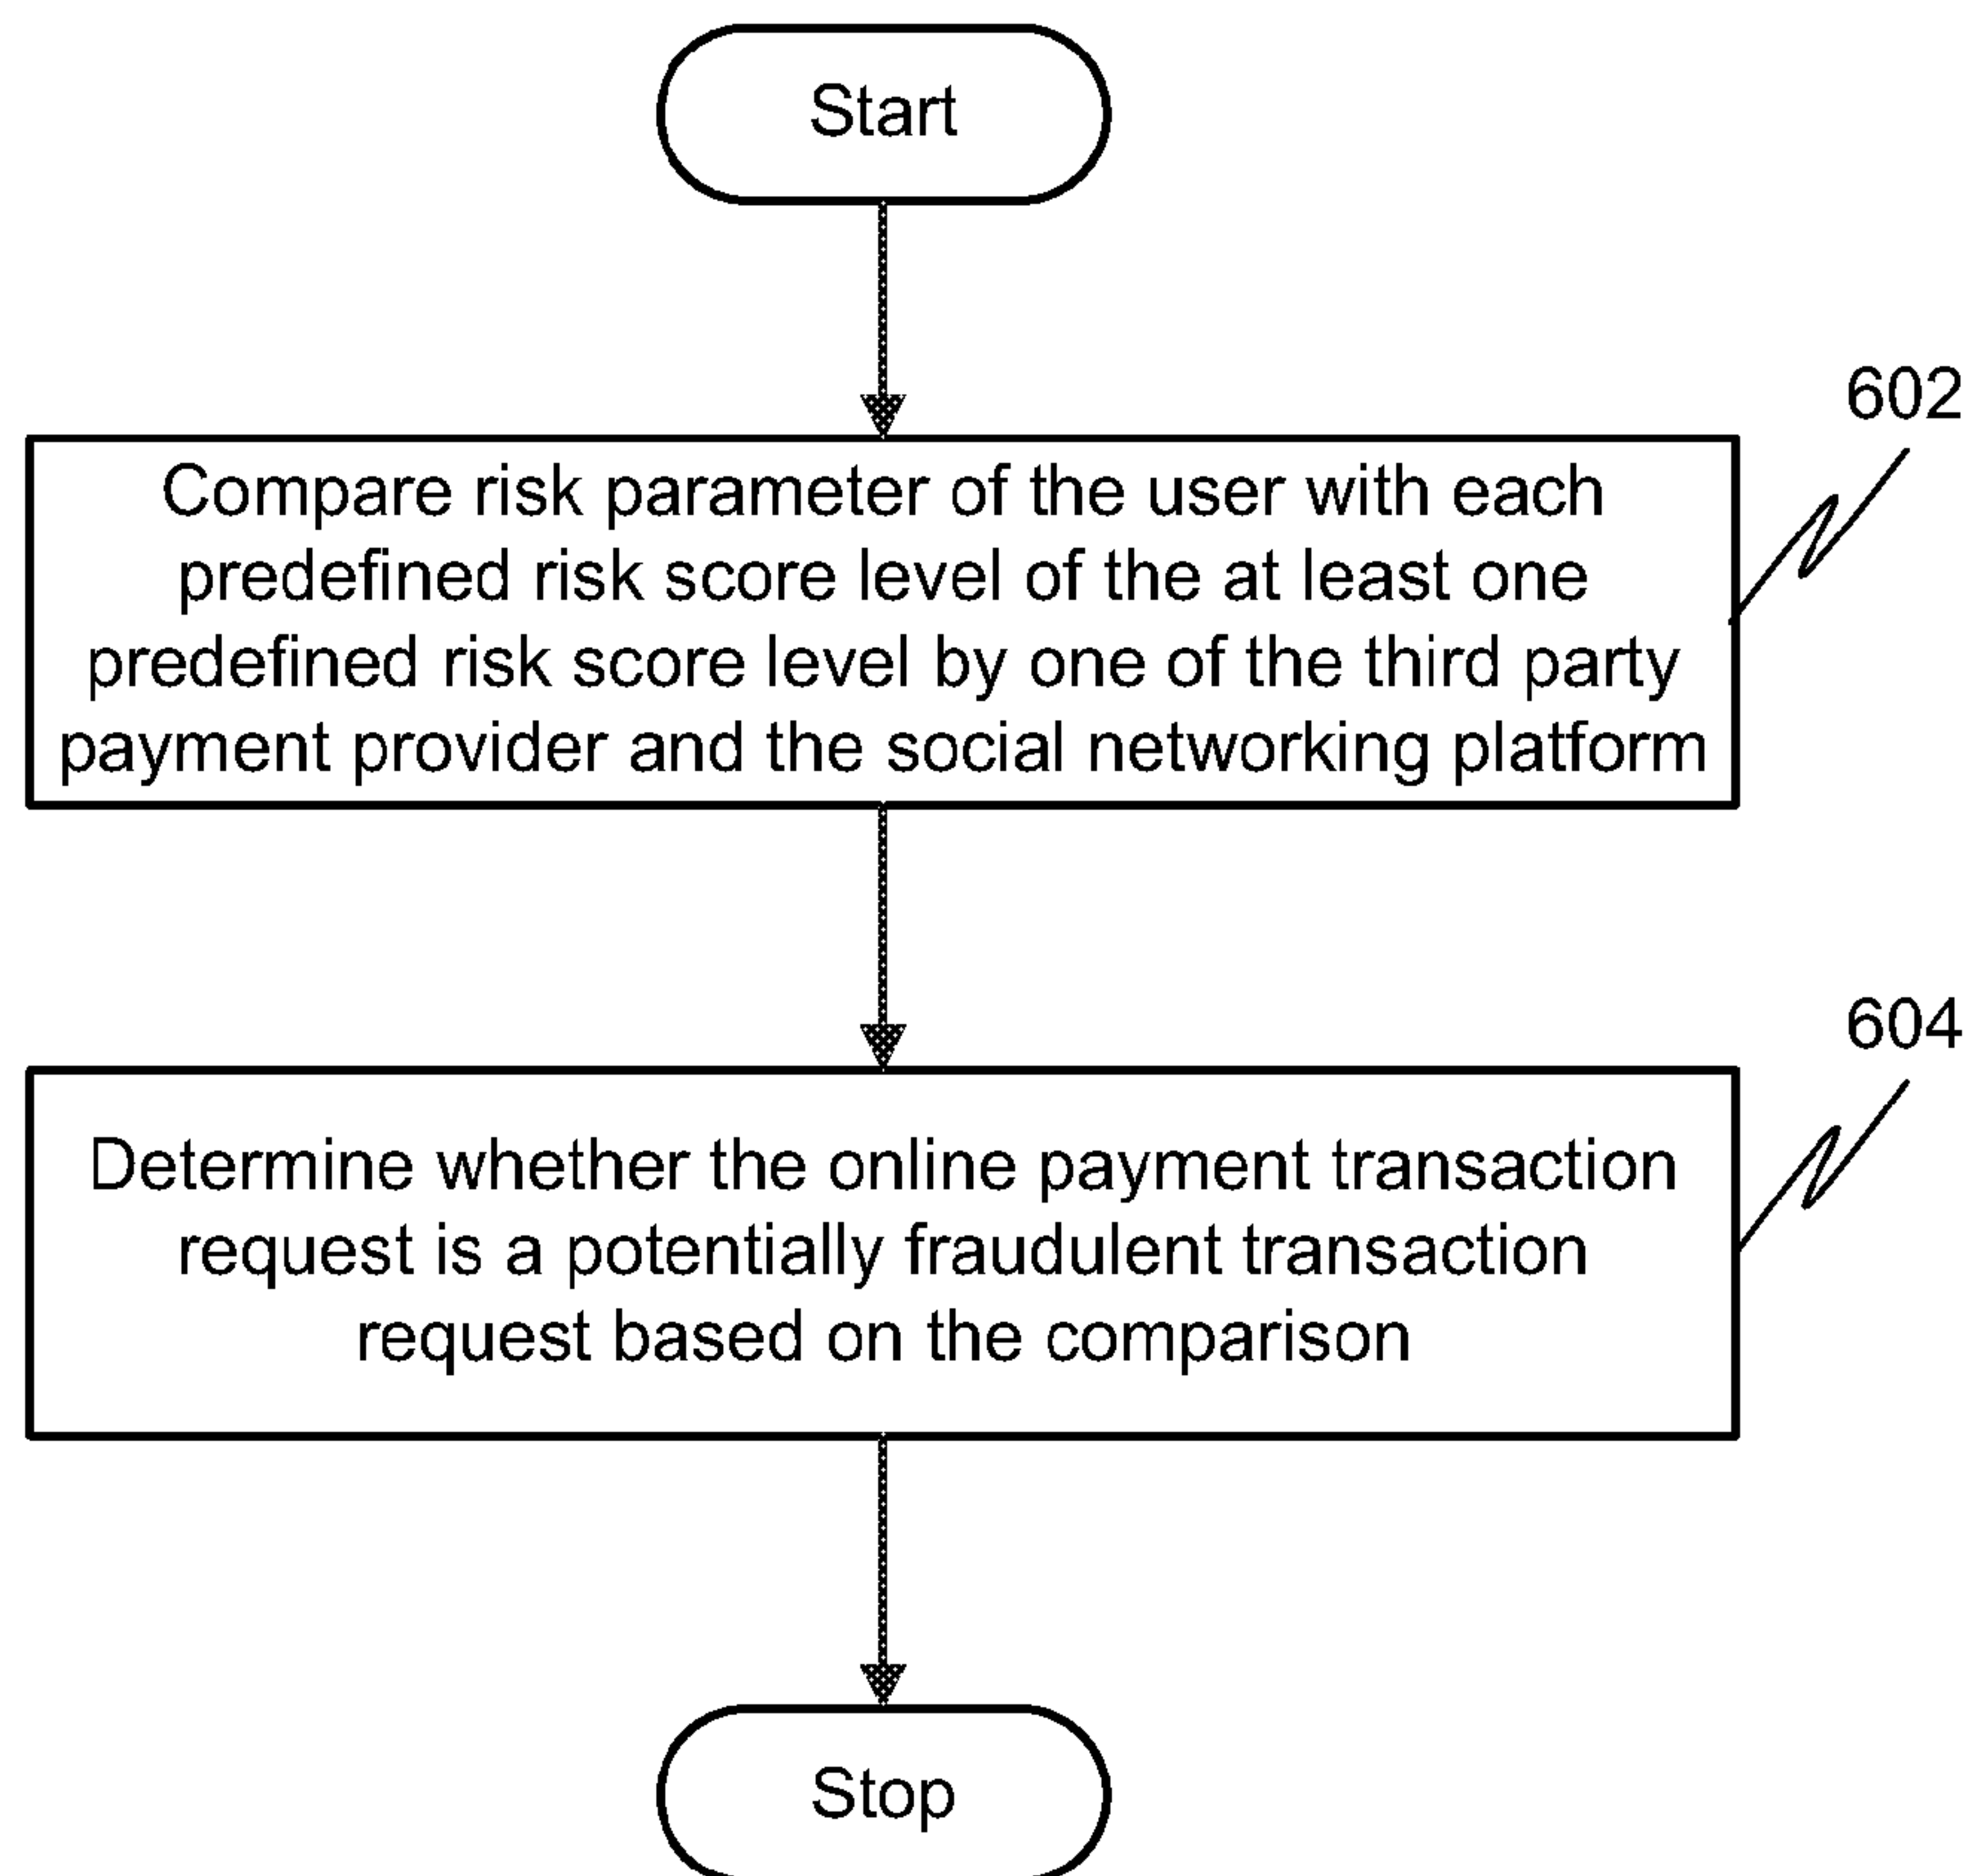 Start
602
Compare risk parameter of the user with each
predefined risk score level of the at least one
predefined risk score level by one of the third party
payment provider and the social networking platform
604
Determine whether the online payment transaction
request is a potentially fraudulent transaction
request based on the comparison
Stop